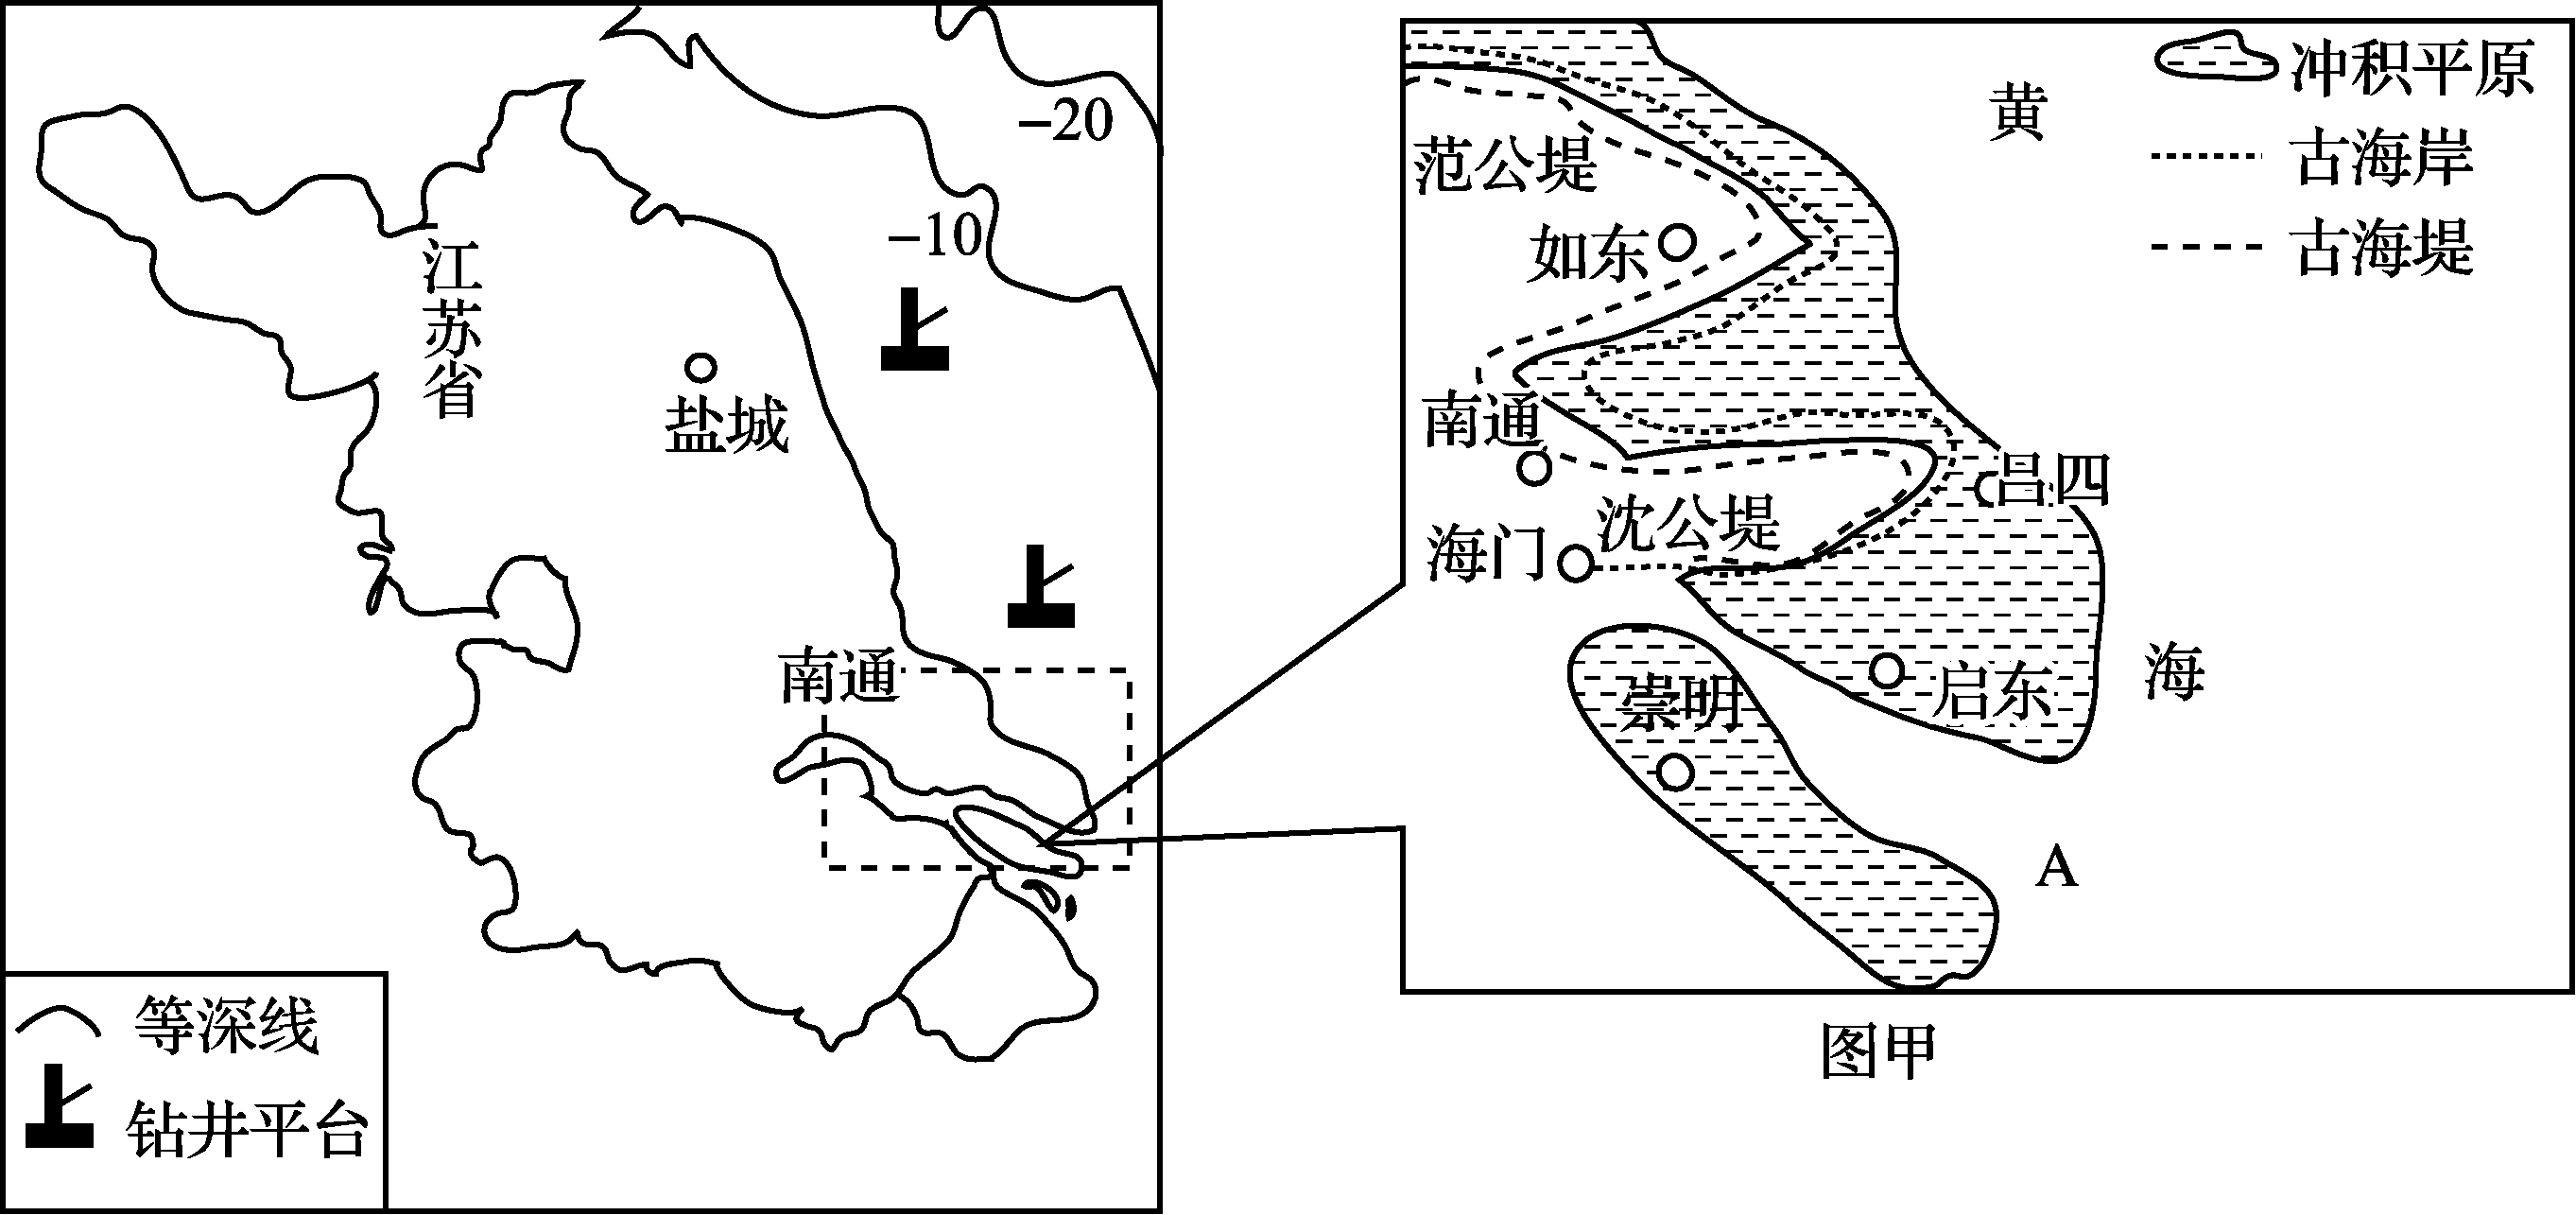 -20
-10
江苏省
盐城
南通
等深线
钻井平台
黄
海
冲积平原
古海岸
古海堤
范公堤
如东
南通
吕四
沈公堤
海门
启东
崇明
A
图甲